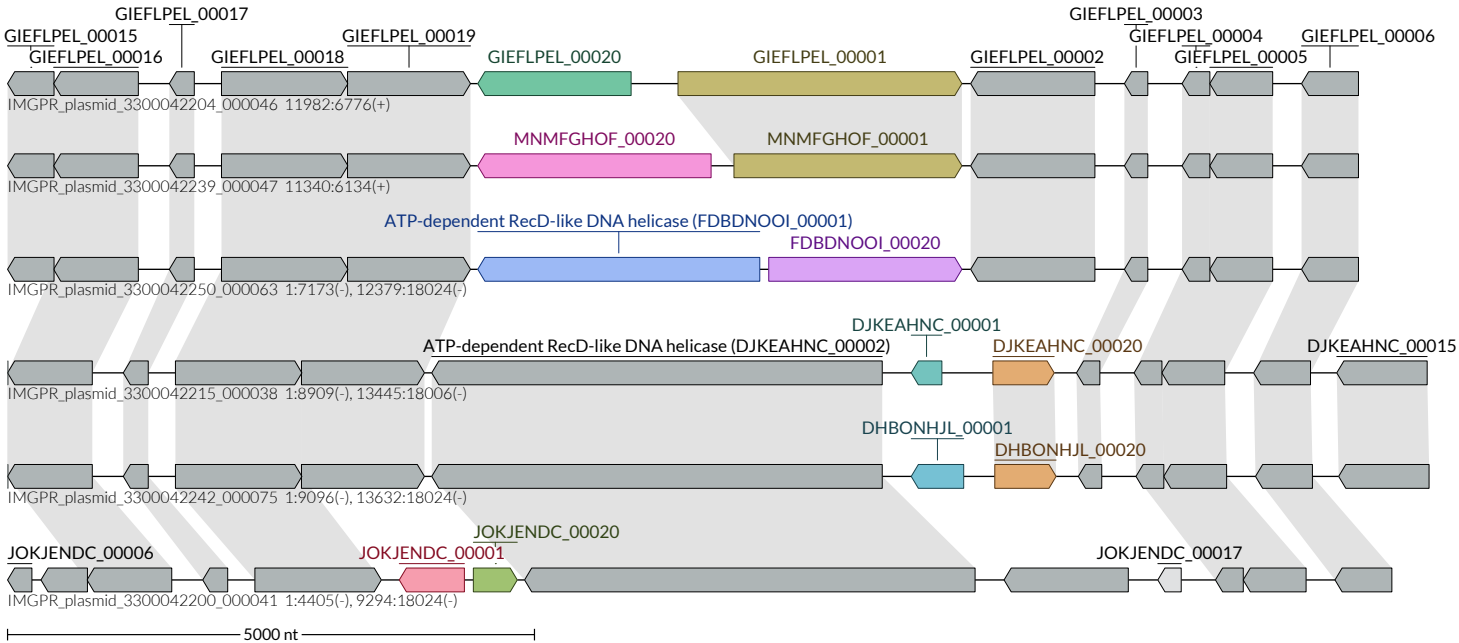 GIEFLPEL_00017
GIEFLPEL_00003
GIEFLPEL_00015
GIEFLPEL_00019
GIEFLPEL_00004
GIEFLPEL_00006
GIEFLPEL_00016
GIEFLPEL_00018
GIEFLPEL_00020
GIEFLPEL_00001
GIEFLPEL_00002
GIEFLPEL_00005
IMGPR_plasmid_3300042204_000046 11982:6776(+)
MNMFGHOF_00020
MNMFGHOF_00001
IMGPR_plasmid_3300042239_000047 11340:6134(+)
ATP-dependent RecD-like DNA helicase (FDBDNOOI_00001)
FDBDNOOI_00020
IMGPR_plasmid_3300042250_000063 1:7173(-), 12379:18024(-)
DJKEAHNC_00001
ATP-dependent RecD-like DNA helicase (DJKEAHNC_00002)
DJKEAHNC_00020
DJKEAHNC_00015
IMGPR_plasmid_3300042215_000038 1:8909(-), 13445:18006(-)
DHBONHJL_00001
DHBONHJL_00020
IMGPR_plasmid_3300042242_000075 1:9096(-), 13632:18024(-)
JOKJENDC_00020
JOKJENDC_00006
JOKJENDC_00001
JOKJENDC_00017
IMGPR_plasmid_3300042200_000041 1:4405(-), 9294:18024(-)
5000 nt